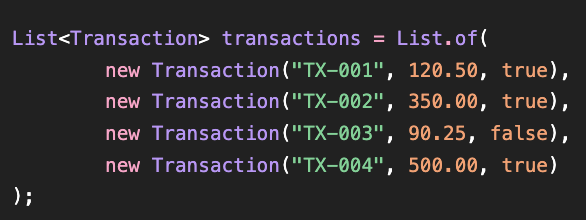 List<Transaction> transactions = List.of(
        new Transaction("TX-001", 120.50, true),
        new Transaction("TX-002", 350.00, true),
        new Transaction("TX-003", 90.25, false),
        new Transaction("TX-004", 500.00, true)
);